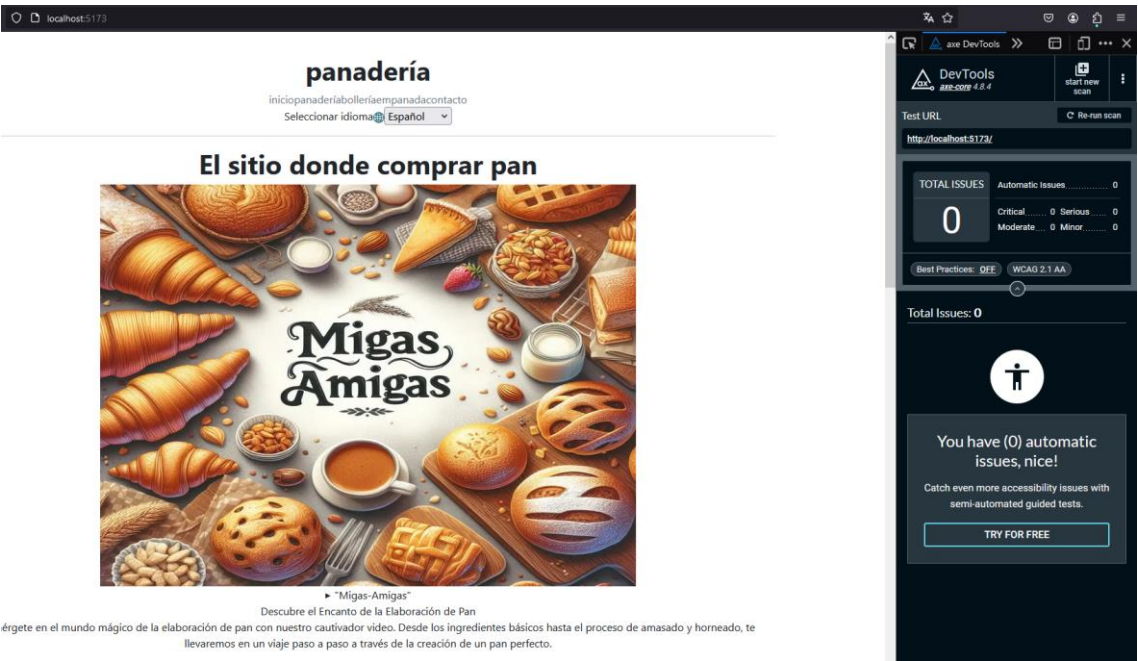 localhost:5173
panadería
iniciopanaderíabolleríaempanadacontacto
Seleccionar idioma Español
El sitio donde comprar pan
Migas
Amigas
▸ "Migas-Amigas"
Descubre el Encanto de la Elaboración de Pan
érgete en el mundo mágico de la elaboración de pan con nuestro cautivador video. Desde los ingredientes básicos hasta el proceso de amasado y horneado, te
llevaremos en un viaje paso a paso a través de la creación de un pan perfecto.
axe DevTools
DevTools
axe-core 4.8.4
start new
scan
Test URL
Re-run scan
http://localhost:5173/
TOTAL ISSUES
0
Automatic Issues 0
Critical 0 Serious 0
Moderate 0 Minor 0
Best Practices: OFF
WCAG 2.1 AA
Total Issues: 0
You have (0) automatic
issues, nice!
Catch even more accessibility issues with
semi-automated guided tests.
TRY FOR FREE